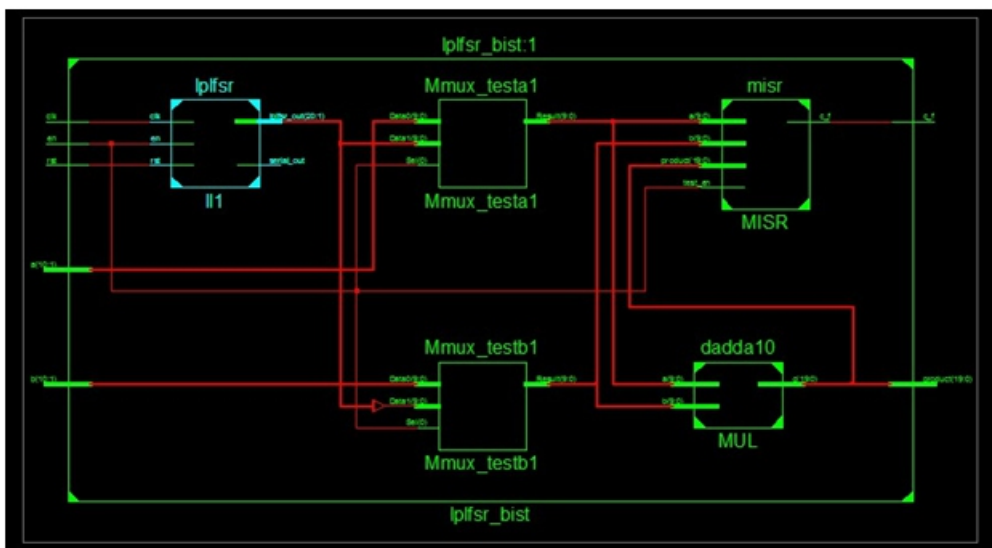 lplfsr_bist:1
lplfsr
Mmux_testa1
misr
clk
clk
en
en
rst
rst
lplfsr_out(20:1)
serial_out
Data0(9:0)
Data1(9:0)
Sel(0)
Result(9:0)
a(9:0)
b(9:0)
product(19:0)
test_en
c_f
c_f
ll1
Mmux_testa1
MISR
a(10:1)
Mmux_testb1
dadda10
b(10:1)
Data0(9:0)
Data1(9:0)
Sel(0)
Result(9:0)
a(9:0)
b(9:0)
product(19:0)
Mmux_testb1
MUL
lplfsr_bist